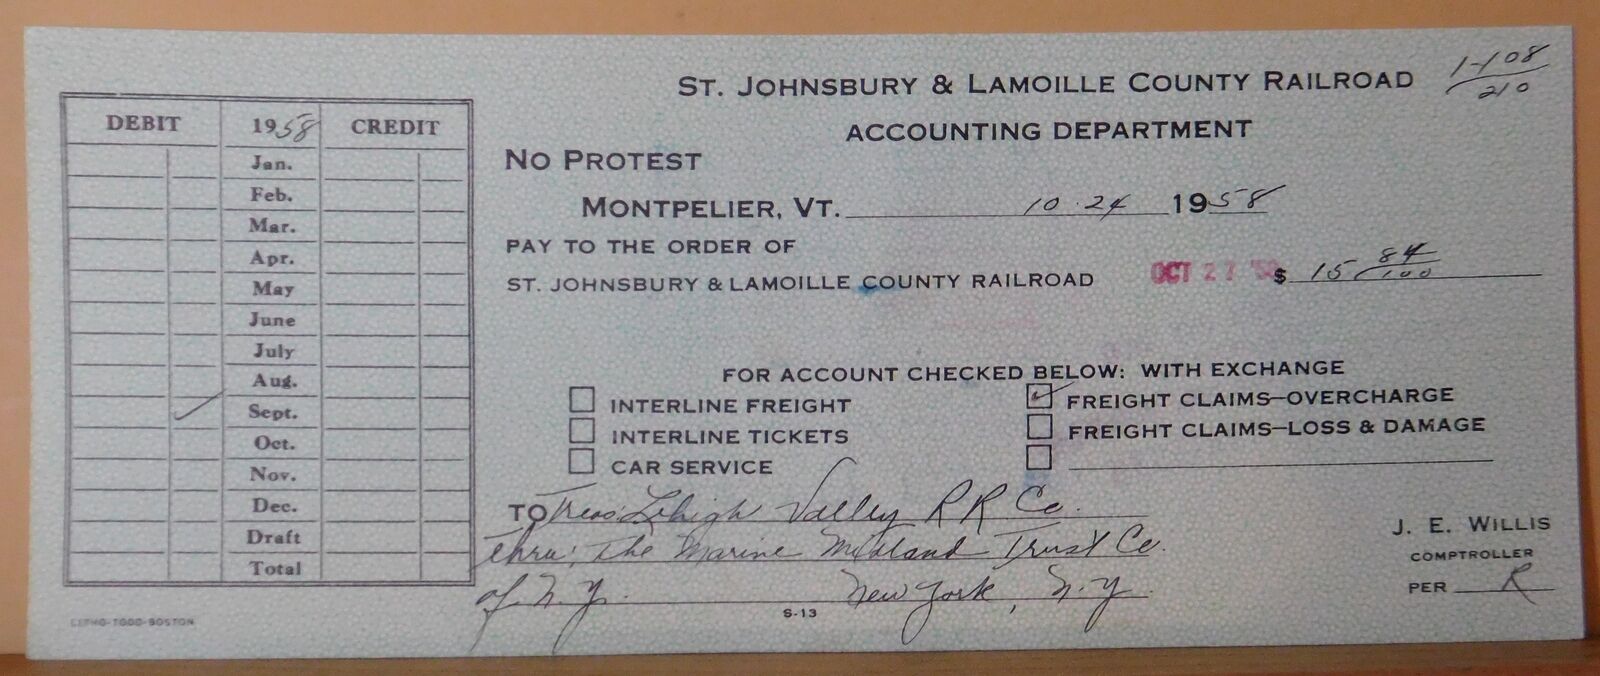 DEBIT 1958 CREDIT
Jan.
Feb.
Mar.
Apr.
May
June
July
Aug.
Sept.
Oct.
Nov.
Dec.
Draft
Total
LEPHO-TODD-BOSTON
ST. JOHNSBURY & LAMOILLE COUNTY RAILROAD
1-108
210
ACCOUNTING DEPARTMENT
NO PROTEST
MONTPELIER, VT. 10-24 1958
PAY TO THE ORDER OF
ST. JOHNSBURY & LAMOILLE COUNTY RAILROAD OCT 27 '58 $ 15 84/100
FOR ACCOUNT CHECKED BELOW: WITH EXCHANGE
INTERLINE FREIGHT
INTERLINE TICKETS
CAR SERVICE
FREIGHT CLAIMS—OVERCHARGE
FREIGHT CLAIMS—LOSS & DAMAGE
TO Treas. Lehigh Valley R R Co.
Thru: The Marine Midland Trust Co.
of N.Y. New York, N.Y.
S-13
J. E. WILLIS
COMPTROLLER
PER R